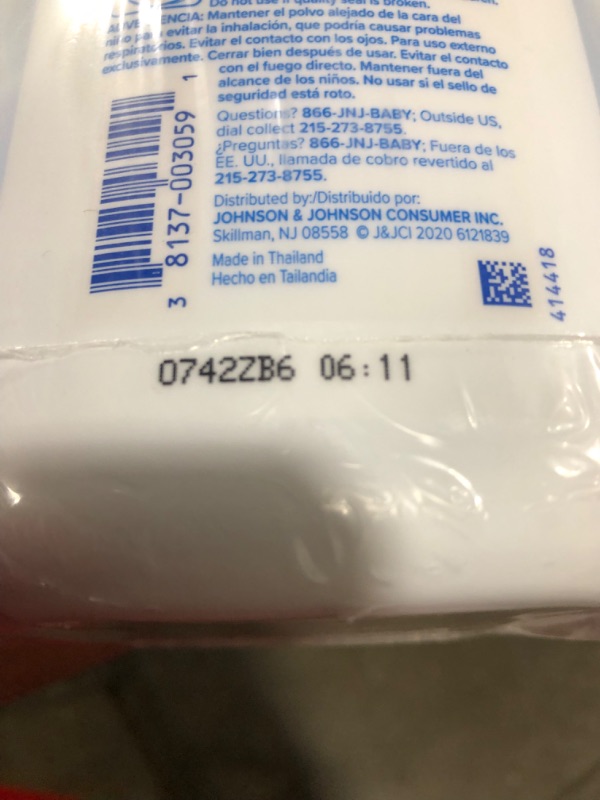 Do not use if quality seal is broken.
ADVERTENCIA: Mantener el polvo alejado de la cara del
niño para evitar la inhalación, que podría causar problemas
respiratorios. Evitar el contacto con los ojos. Para uso externo
exclusivamente. Cerrar bien después de usar. Evitar el contacto
con el fuego directo. Mantener fuera del
alcance de los niños. No usar si el sello de
seguridad está roto.
Questions? 866-JNJ-BABY; Outside US,
dial collect 215-273-8755.
¿Preguntas? 866-JNJ-BABY; Fuera de los
EE. UU., llamada de cobro revertido al
215-273-8755.
Distributed by:/Distribuido por:
JOHNSON & JOHNSON CONSUMER INC.
Skillman, NJ 08558 © J&JCI 2020 6121839
Made in Thailand
Hecho en Tailandia
3 8137-003059 1
414418
0742ZB6 06:11